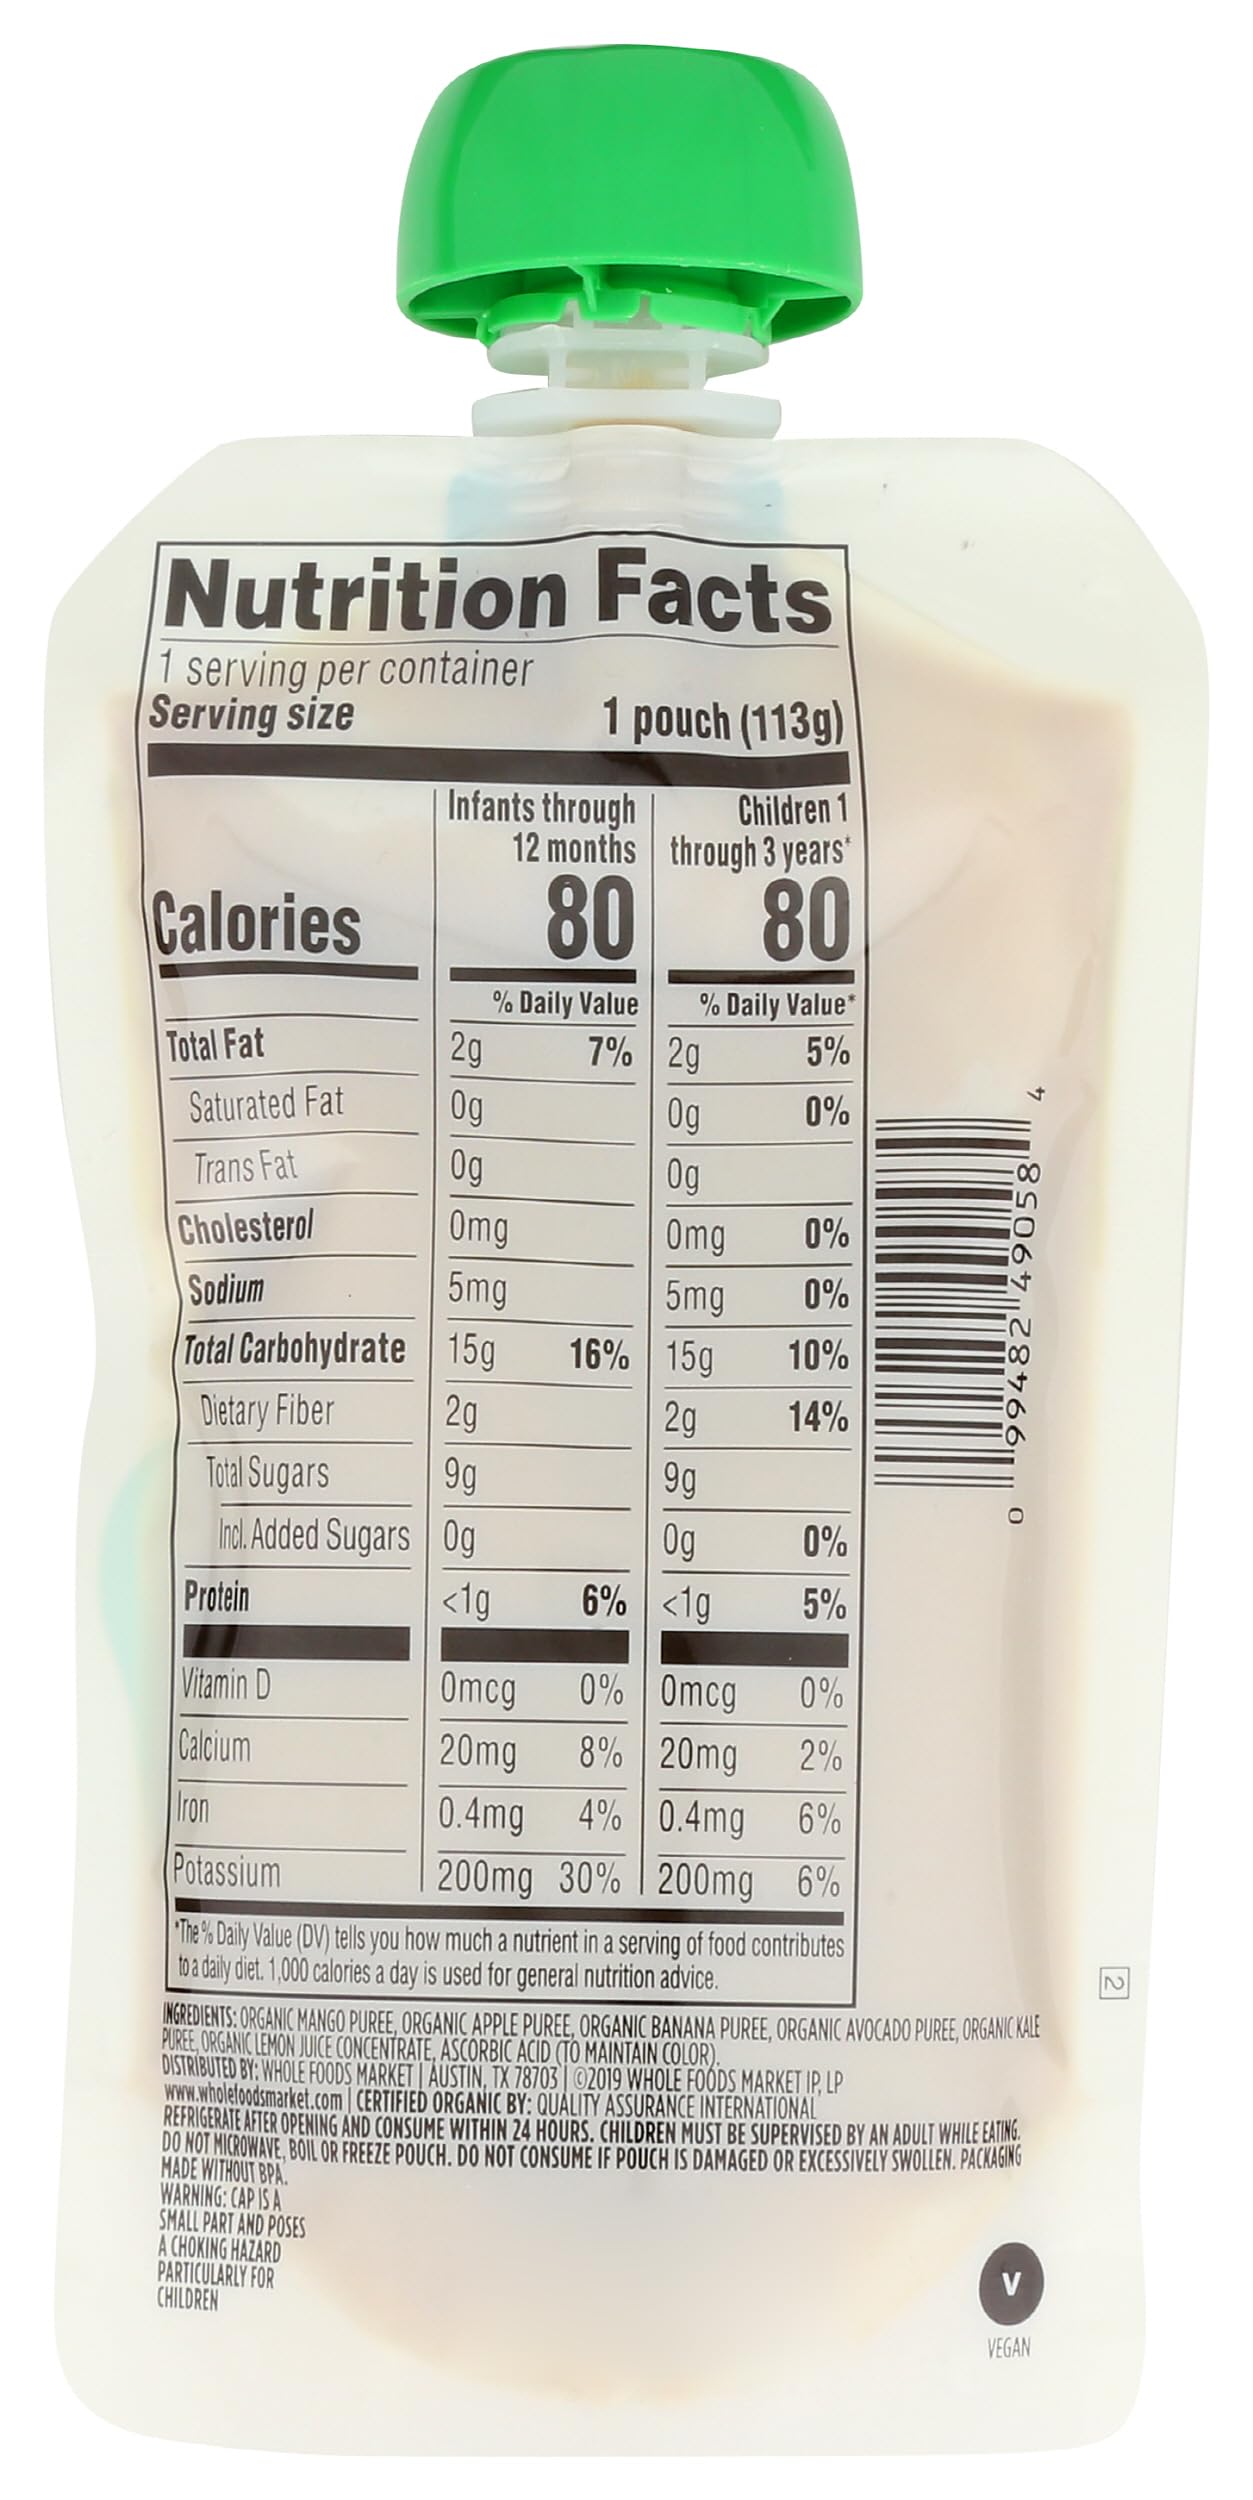 Nutrition Facts
1 serving per container
Serving size 1 pouch (113g)
Infants through 12 months Children 1 through 3 years*
Calories 80 80
% Daily Value % Daily Value*
Total Fat 2g 7% 2g 5%
Saturated Fat 0g 0g 0%
Trans Fat 0g 0g
Cholesterol 0mg 0mg 0%
Sodium 5mg 5mg 0%
Total Carbohydrate 15g 16% 15g 10%
Dietary Fiber 2g 2g 14%
Total Sugars 9g 9g
Incl. Added Sugars 0g 0g 0%
Protein <1g 6% <1g 5%
Vitamin D 0mcg 0% 0mcg 0%
Calcium 20mg 8% 20mg 2%
Iron 0.4mg 4% 0.4mg 6%
Potassium 200mg 30% 200mg 6%
*The % Daily Value (DV) tells you how much a nutrient in a serving of food contributes
to a daily diet. 1,000 calories a day is used for general nutrition advice.
INGREDIENTS: ORGANIC MANGO PUREE, ORGANIC APPLE PUREE, ORGANIC BANANA PUREE, ORGANIC AVOCADO PUREE, ORGANIC KALE
PUREE, ORGANIC LEMON JUICE CONCENTRATE, ASCORBIC ACID (TO MAINTAIN COLOR).
DISTRIBUTED BY: WHOLE FOODS MARKET | AUSTIN, TX 78703 | ©2019 WHOLE FOODS MARKET IP, LP
www.wholefoodsmarket.com | CERTIFIED ORGANIC BY: QUALITY ASSURANCE INTERNATIONAL
REFRIGERATE AFTER OPENING AND CONSUME WITHIN 24 HOURS. CHILDREN MUST BE SUPERVISED BY AN ADULT WHILE EATING.
DO NOT MICROWAVE, BOIL OR FREEZE POUCH. DO NOT CONSUME IF POUCH IS DAMAGED OR EXCESSIVELY SWOLLEN. PACKAGING
MADE WITHOUT BPA.
WARNING: CAP IS A
SMALL PART AND POSES
A CHOKING HAZARD
PARTICULARLY FOR
CHILDREN
0 99482 49058 4
2
V
VEGAN